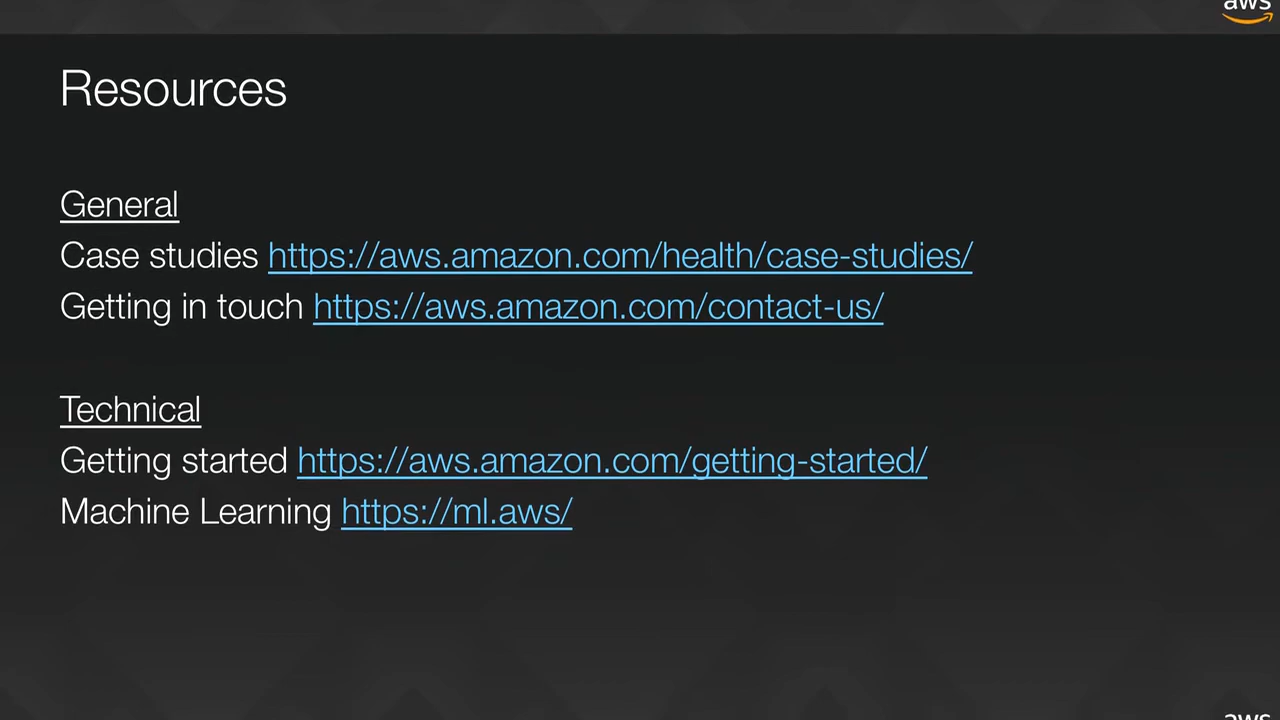 aws
Resources
General
Case studies https://aws.amazon.com/health/case-studies/
Getting in touch https://aws.amazon.com/contact-us/
Technical
Getting started https://aws.amazon.com/getting-started/
Machine Learning https://ml.aws/
aws